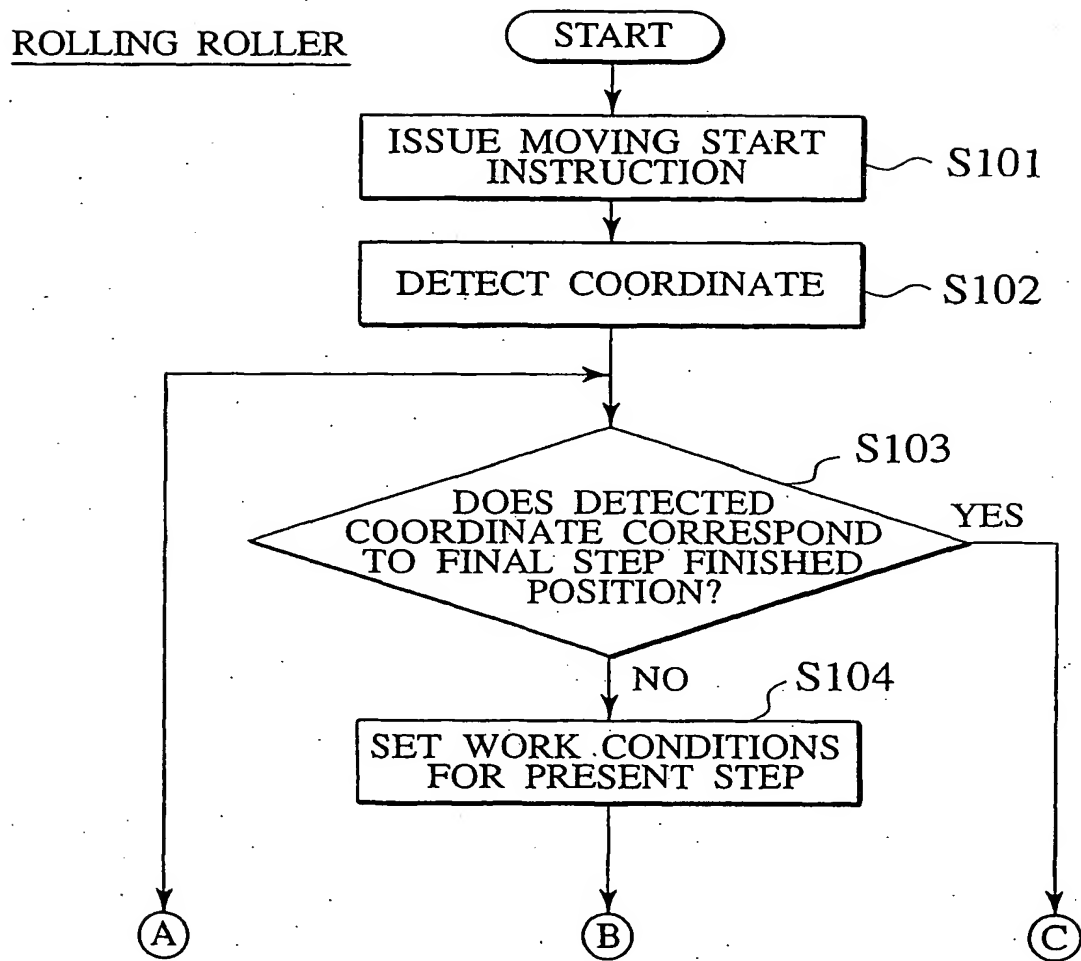 ROLLING ROLLER
START
ISSUE MOVING START
INSTRUCTION
S101
DETECT COORDINATE
S102
S103
DOES DETECTED
COORDINATE CORRESPOND
TO FINAL STEP FINISHED
POSITION?
YES
NO
S104
SET WORK CONDITIONS
FOR PRESENT STEP
A
B
C